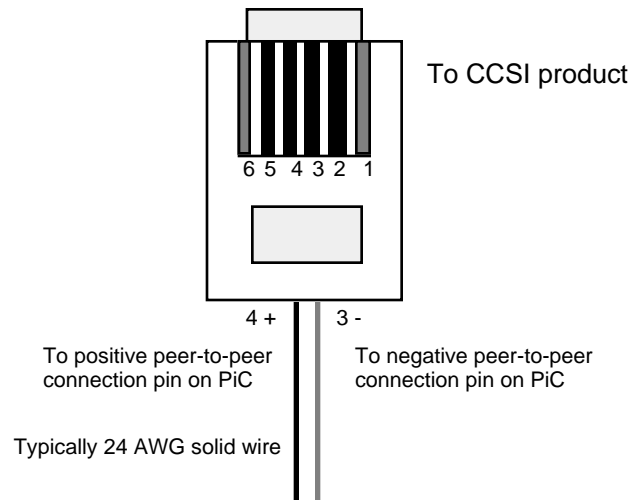 To CCSI product
6 5 4 3 2 1
4 + 3 -
To positive peer-to-peer
connection pin on PiC
To negative peer-to-peer
connection pin on PiC
Typically 24 AWG solid wire